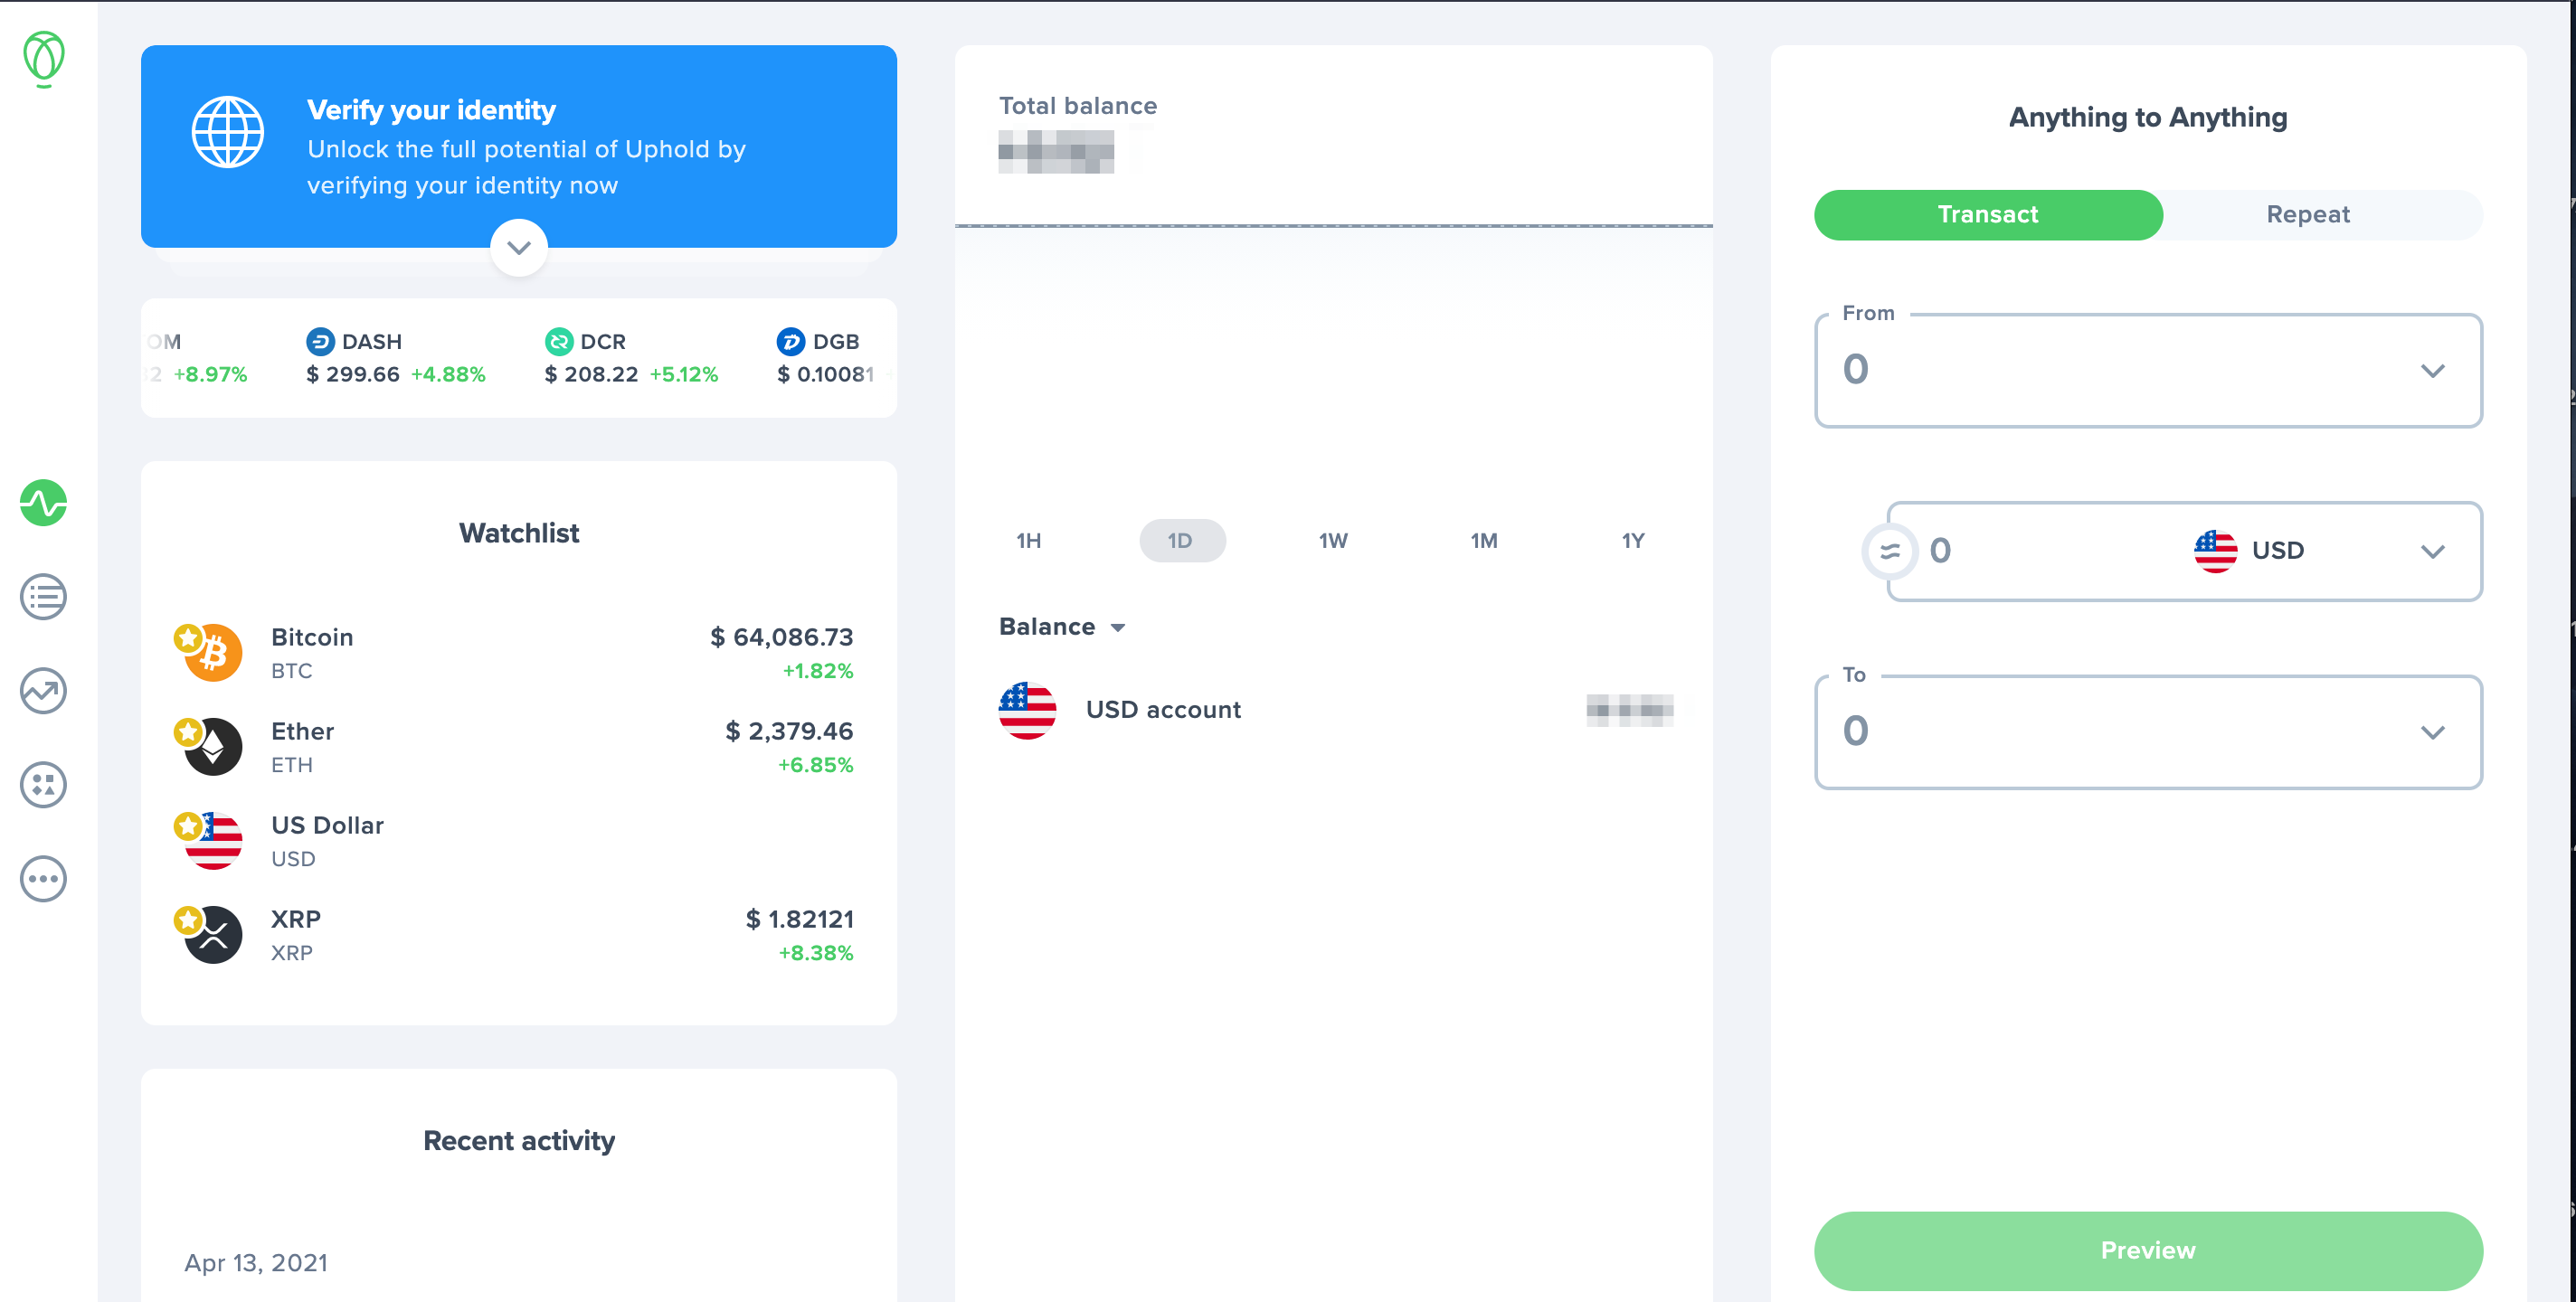 Verify your identity
Unlock the full potential of Uphold by
verifying your identity now
OM
2 +8.97%
DASH
$ 299.66 +4.88%
DCR
$ 208.22 +5.12%
DGB
$ 0.10081
Watchlist
Bitcoin $ 64,086.73
BTC +1.82%
Ether $ 2,379.46
ETH +6.85%
US Dollar
USD
XRP $ 1.82121
XRP +8.38%
Recent activity
Apr 13, 2021
Total balance
1H 1D 1W 1M 1Y
Balance
USD account
Anything to Anything
Transact Repeat
From
0
0 USD
To
0
Preview